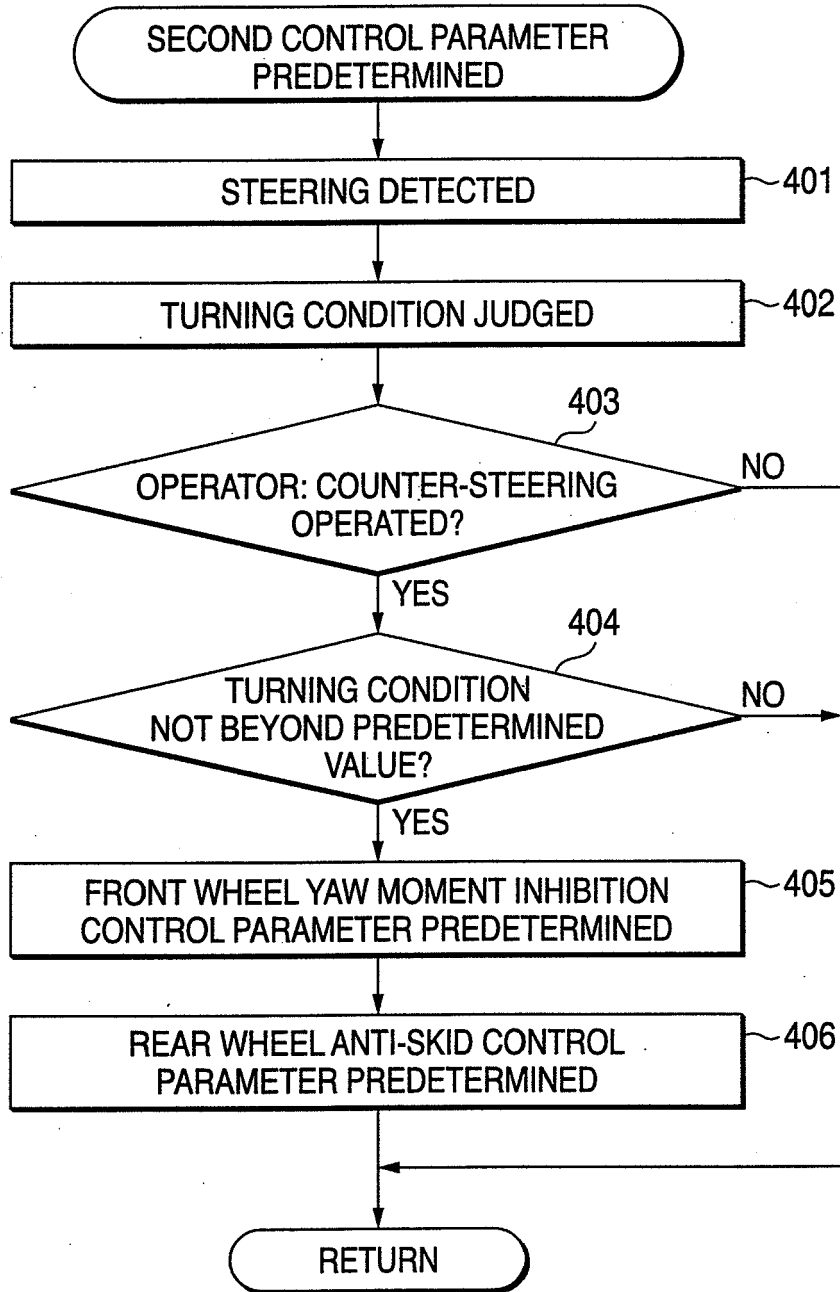 SECOND CONTROL PARAMETER
PREDETERMINED
STEERING DETECTED
401
TURNING CONDITION JUDGED
402
403
OPERATOR: COUNTER-STEERING
OPERATED?
NO
YES
404
TURNING CONDITION
NOT BEYOND PREDETERMINED
VALUE?
NO
YES
FRONT WHEEL YAW MOMENT INHIBITION
CONTROL PARAMETER PREDETERMINED
405
REAR WHEEL ANTI-SKID CONTROL
PARAMETER PREDETERMINED
406
RETURN